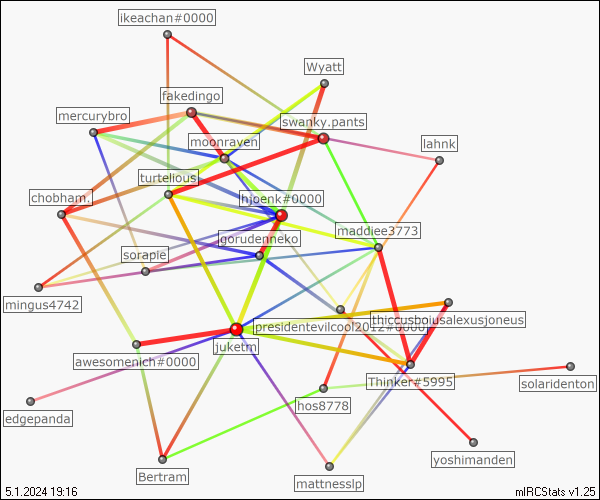 ikeachan#0000
Wyatt
fakedingo
mercurybro
swanky.pants
moonraven
lahnk
turtelious
chobham.
hjoenk#0000
maddiee3773
gorudenneko
soraple
mingus4742
thiccusboiusalexusjoneus
presidentevilcool2012#0000
juketm
awesomenich#0000
Thinker#5995
solaridenton
edgepanda
hos8778
yoshimanden
Bertram
mattnesslp
5.1.2024 19:16
mIRCStats v1.25